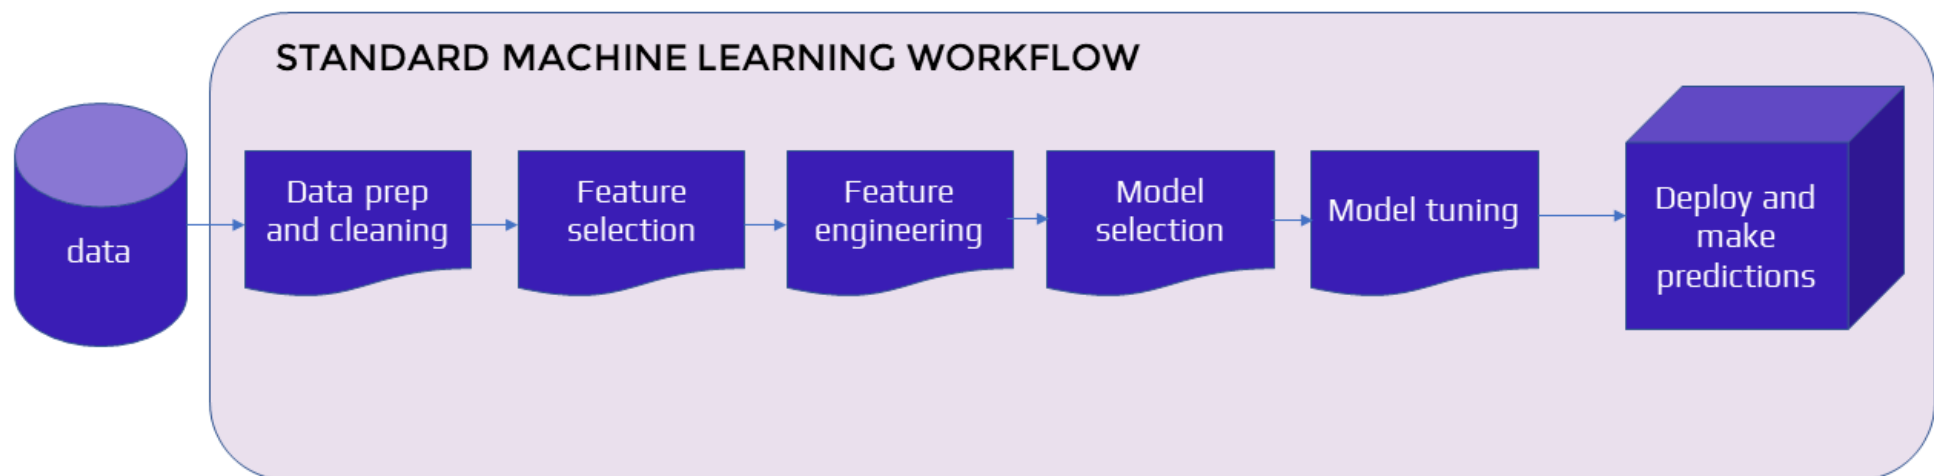 STANDARD MACHINE LEARNING WORKFLOW
data
Data prep
and cleaning
Feature
selection
Feature
engineering
Model
selection
Model tuning
Deploy and
make
predictions